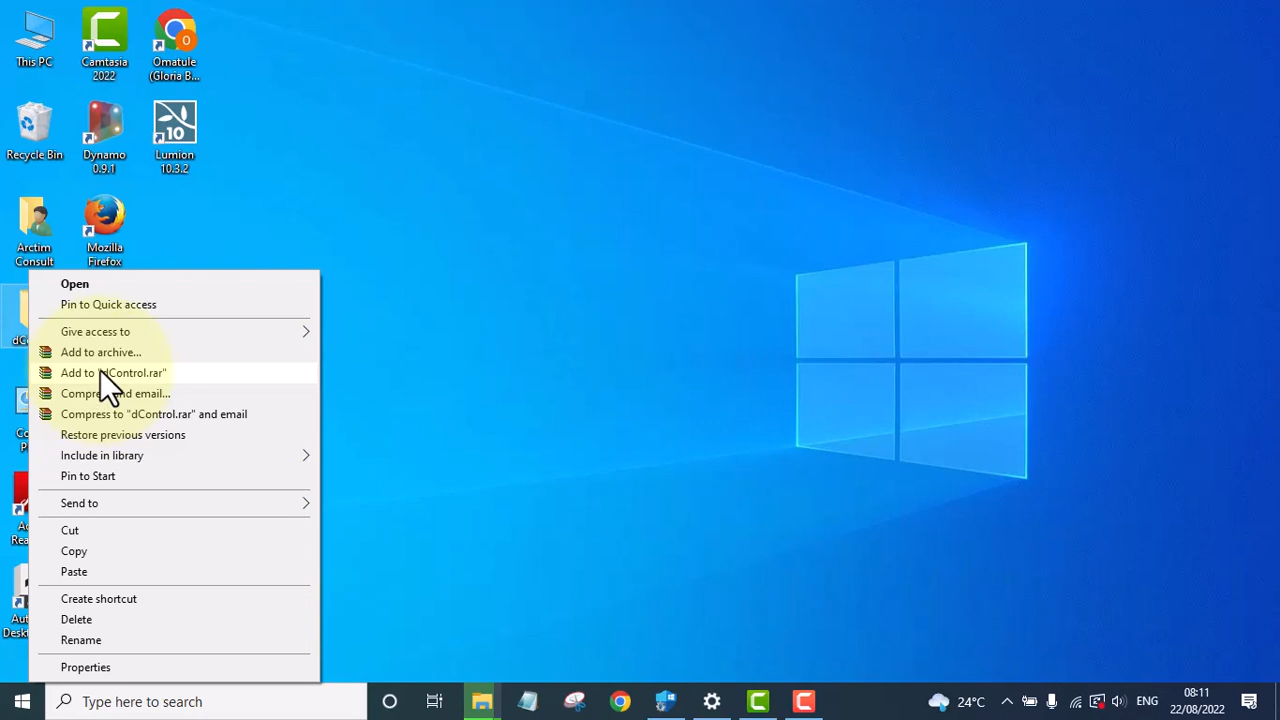 This PC
Camtasia
2022
Omatule
(Gloria B...
Recycle Bin
Dynamo
0.9.1
10
Lumion
10.3.2
Arctim
Consult
Mozilla
Firefox
Open
Pin to Quick access
Give access to
Add to archive...
Add to "dControl.rar"
Compress and email...
Compress to "dControl.rar" and email
Restore previous versions
Include in library
Pin to Start
Send to
Cut
Copy
Paste
Create shortcut
Delete
Rename
Properties
Type here to search
24°C
ENG
08:11
22/08/2022